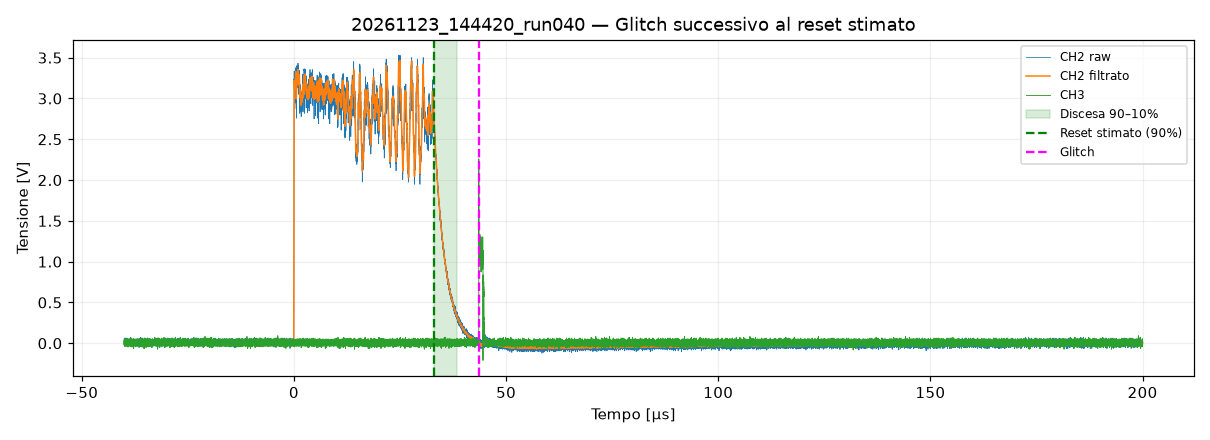 20261123_144420_run040 — Glitch successivo al reset stimato
Tensione [V]
3.5
3.0
2.5
2.0
1.5
1.0
0.5
0.0
CH2 raw
CH2 filtrato
CH3
Discesa 90–10%
Reset stimato (90%)
Glitch
−50
0
50
100
150
200
Tempo [µs]